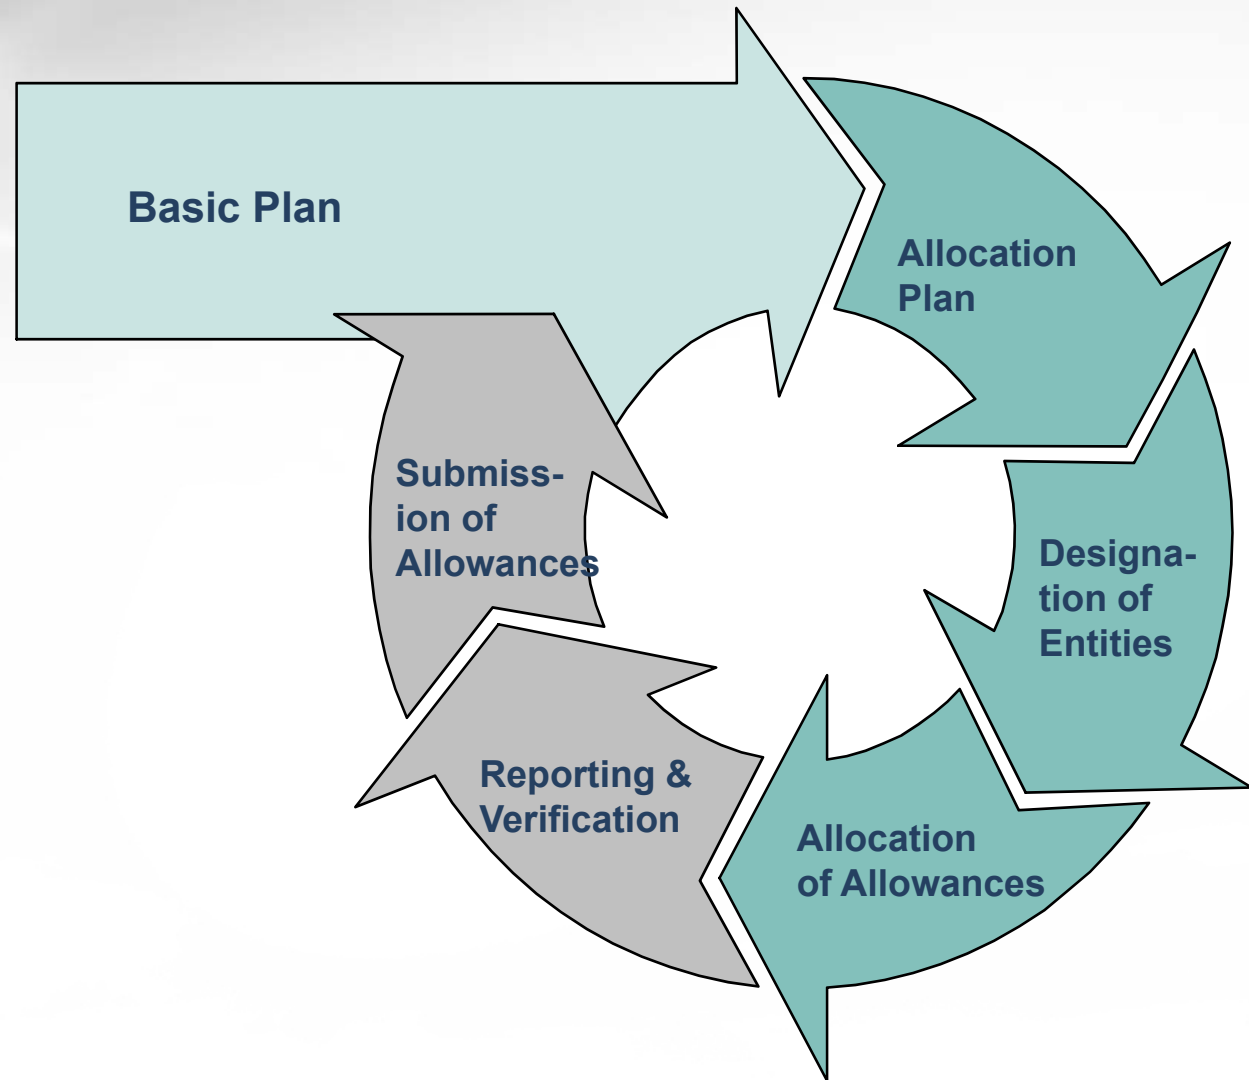 Basic Plan
Allocation
Plan
Designa-
tion of
Entities
Allocation
of Allowances
Reporting &
Verification
Submiss-
ion of
Allowances